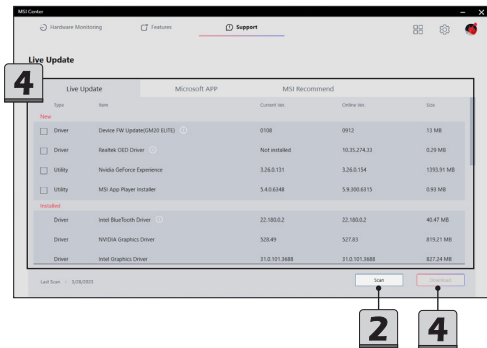 MSI Center
Hardware Monitoring Features Support
Live Update
4
Live Update Microsoft APP MSI Recommend
Type Item Current Ver. Online Ver. Size
New
Driver Device FW Update(GM20 ELITE) 0108 0912 13 MB
Driver Realtek OED Driver Not installed 10.35.274.33 0.29 MB
Utility Nvidia GeForce Experience 3.26.0.131 3.26.0.154 1393.91 MB
Utility MSI App Player Installer 5.4.0.6348 5.9.300.6315 0.93 MB
Installed
Driver Intel BlueTooth Driver 22.180.0.2 22.180.0.2 40.47 MB
Driver NVIDIA Graphics Driver 528.49 527.83 819.21 MB
Driver Intel Graphics Driver 31.0.101.3688 31.0.101.3688 827.24 MB
Last Scan : 5/18/2023 Scan Download
2 4